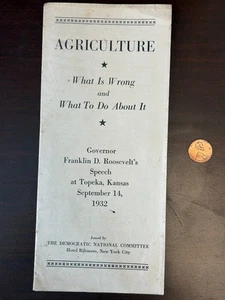 AGRICULTURE
★
What Is Wrong
and
What To Do About It
★
Governor
Franklin D. Roosevelt's
Speech
at Topeka, Kansas
September 14,
1932
Issued by
THE DEMOCRATIC NATIONAL COMMITTEE
Hotel Biltmore, New York City